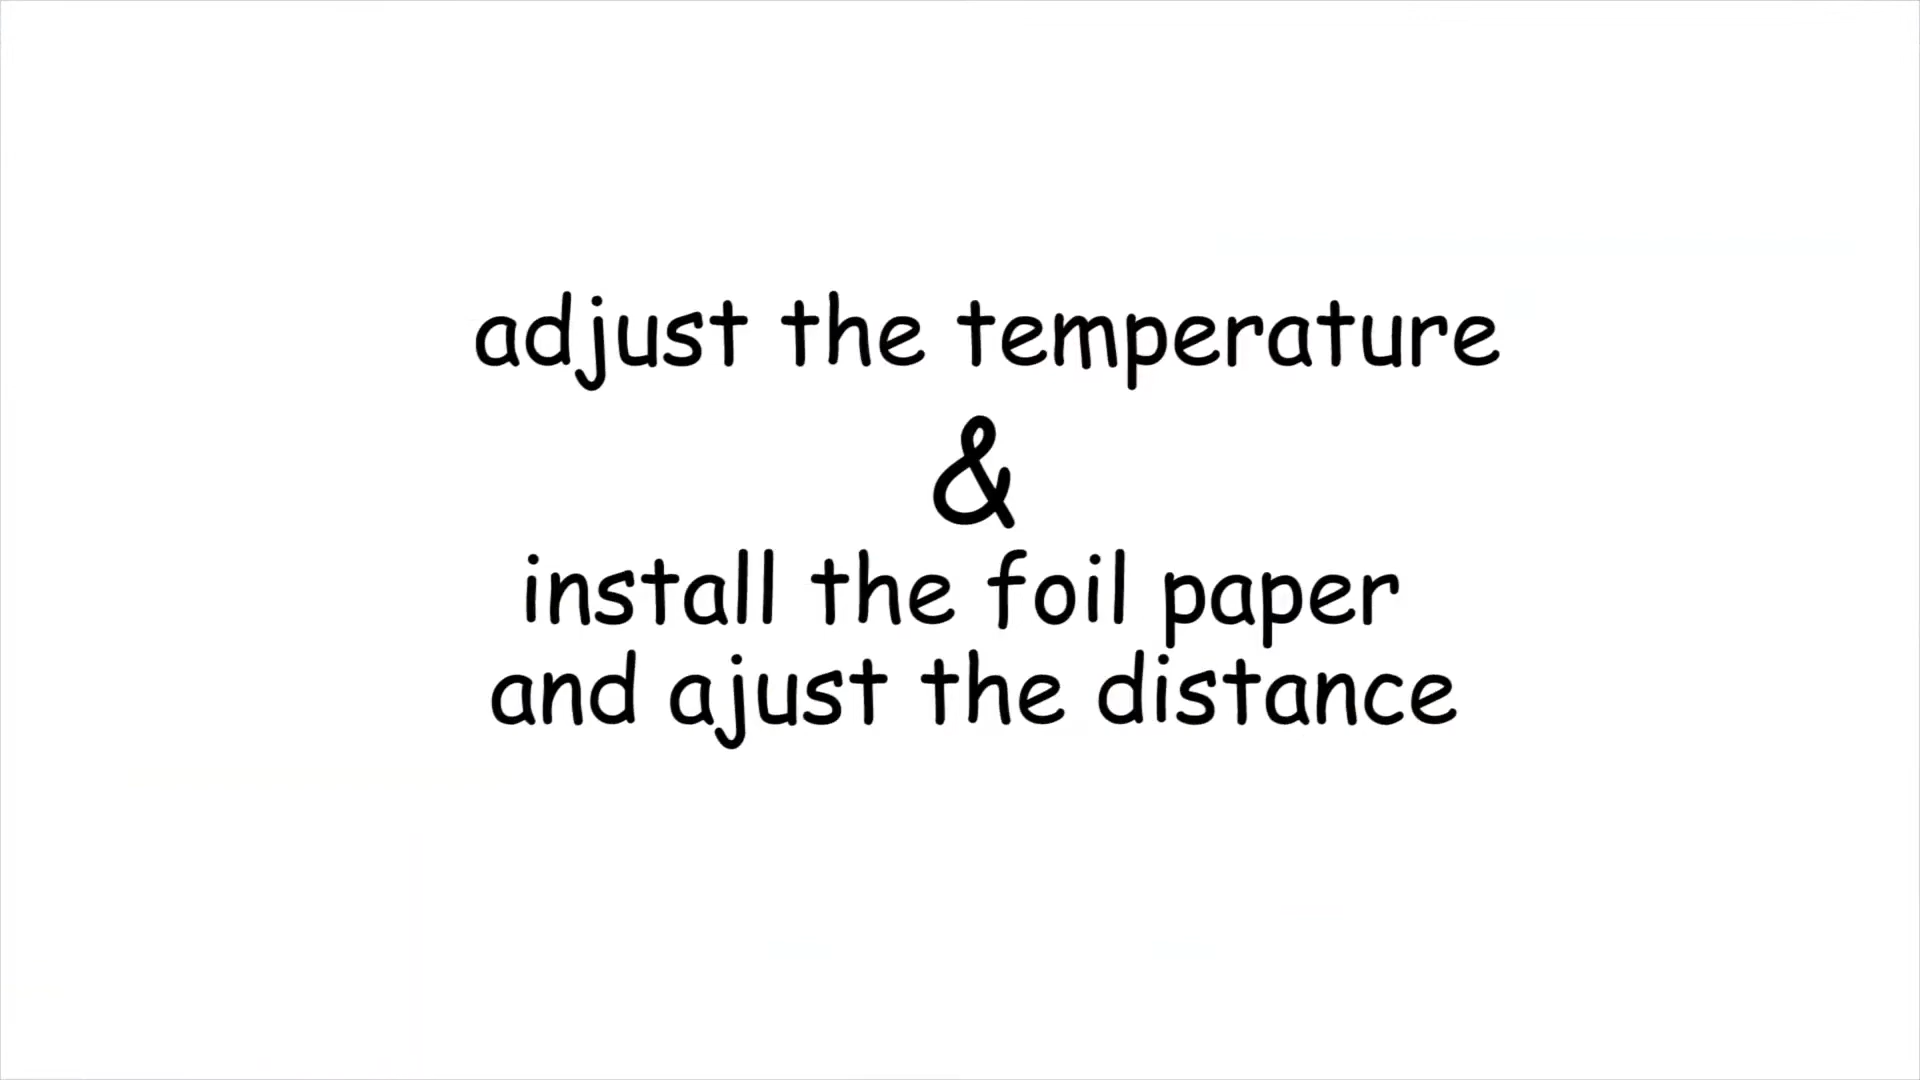 adjust the temperature
&
install the foil paper
and ajust the distance